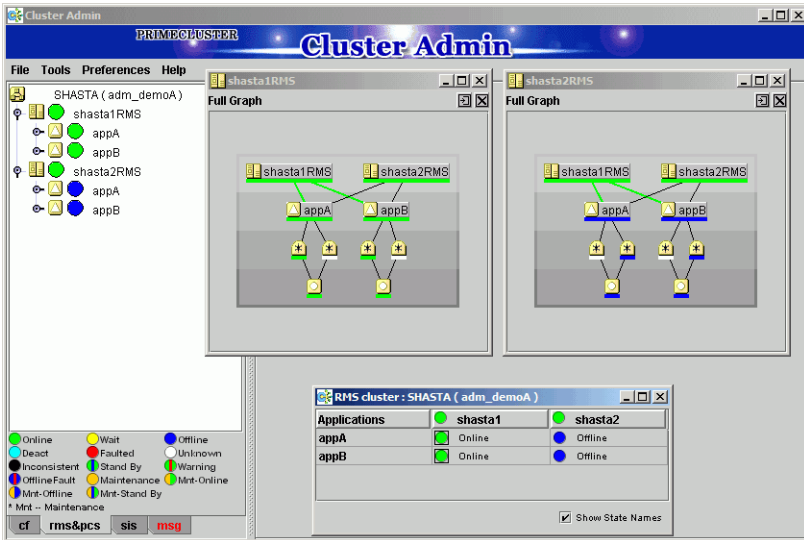 Cluster Admin
PRIMECLUSTER
Cluster Admin
File Tools Preferences Help
SHASTA ( adm_demoA )
shasta1RMS
appA
appB
shasta2RMS
appA
appB
shasta1RMS
Full Graph
shasta1RMS shasta2RMS
appA appB
shasta2RMS
Full Graph
shasta1RMS shasta2RMS
appA appB
RMS cluster : SHASTA ( adm_demoA )
Applications shasta1 shasta2
appA Online Offline
appB Online Offline
Show State Names
Online Wait Offline
Deact Faulted Unknown
Inconsistent Stand By Warning
OfflineFault Maintenance Mnt-Online
Mnt-Offline Mnt-Stand By
* Mnt -- Maintenance
cf rms&pcs sis msg